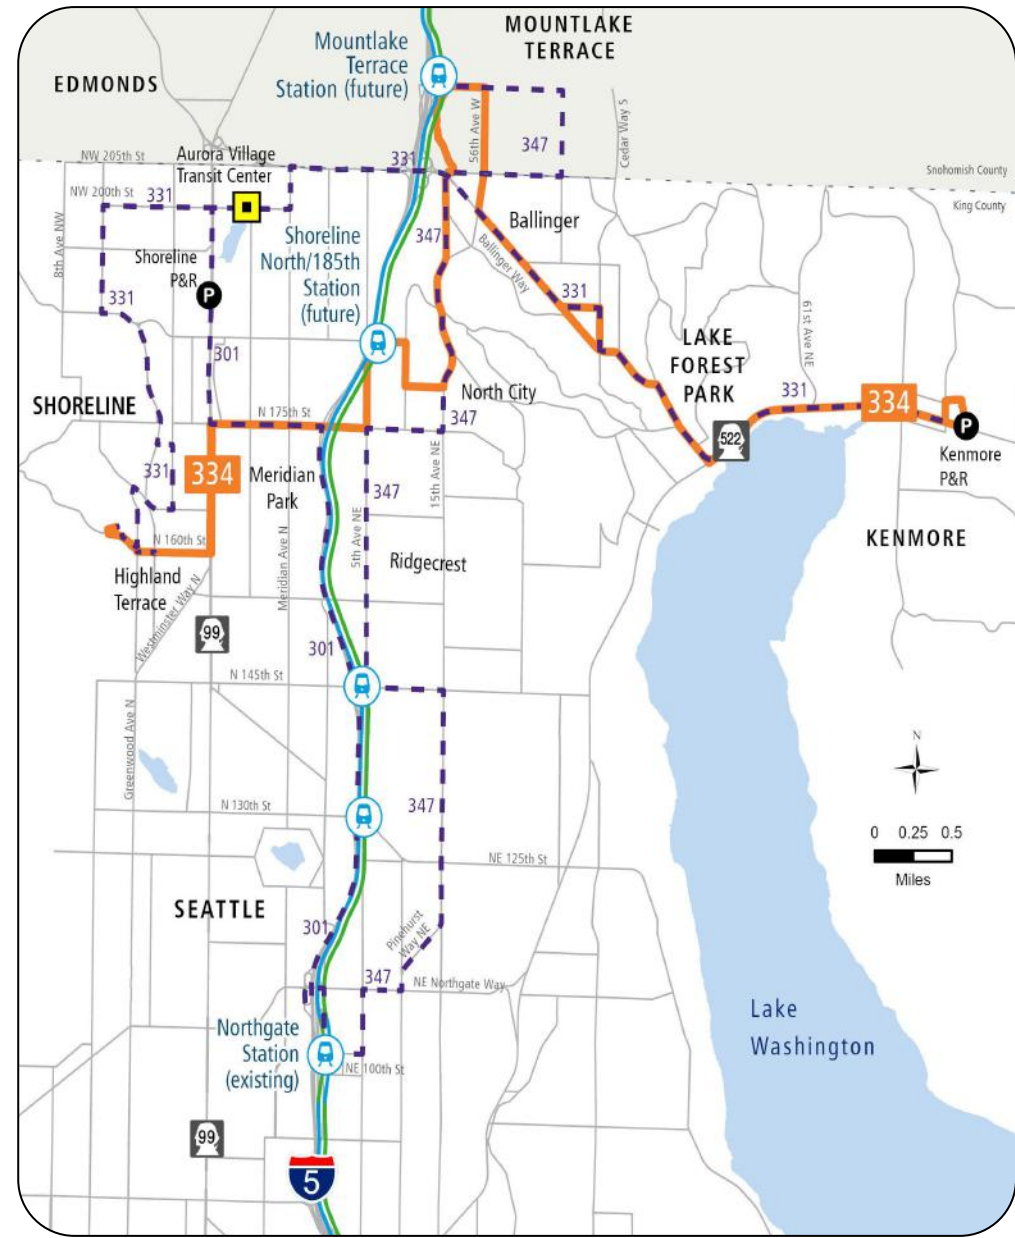 MOUNTLAKE
TERRACE
Mountlake
Terrace
Station (future)
EDMONDS
56th Ave W
347
Cedar Way S
NW 205th St
Aurora Village
Transit Center
331
Snohomish County
King County
NW 200th St
331
8th Ave NW
Shoreline
P&R
P
Shoreline
North/185th
Station
(future)
347
Ballinger
Ballinger Way
331
331
301
61st Ave NE
LAKE
FOREST
PARK
SHORELINE
N 175th St
North City
347
331
334
522
P
Kenmore
P&R
331
334
Meridian
Park
347
15th Ave NE
5th Ave NE
Meridian Ave N
N 160th St
Ridgecrest
KENMORE
Highland
Terrace
Westminster Way N
99
301
N 145th St
Greenwood Ave N
N
347
N 130th St
0 0.25 0.5
Miles
NE 125th St
SEATTLE
301
Pinehurst
Way NE
347
NE Northgate Way
Northgate
Station
(existing)
NE 100th St
Lake
Washington
99
5